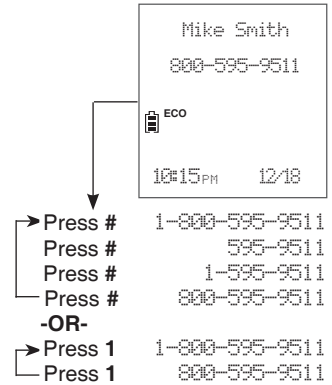 Mike Smith
800-595-9511
ECO
10:15PM 12/18
Press # 1-800-595-9511
Press # 595-9511
Press # 1-595-9511
Press # 800-595-9511
-OR-
Press 1 1-800-595-9511
Press 1 800-595-9511